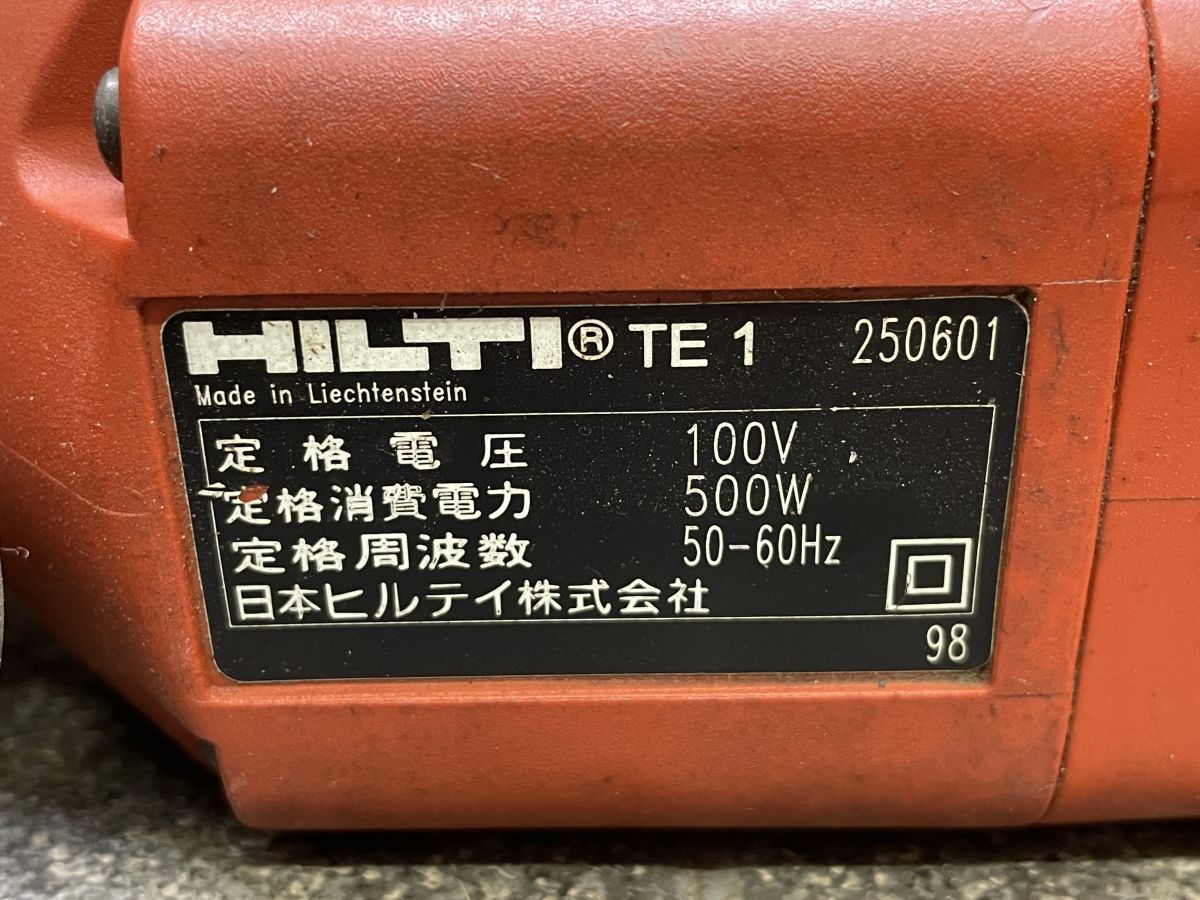 HILTI® TE 1 250601
Made in Liechtenstein
定格電圧 100V
定格消費電力 500W
定格周波数 50-60Hz
日本ヒルテイ株式会社
98